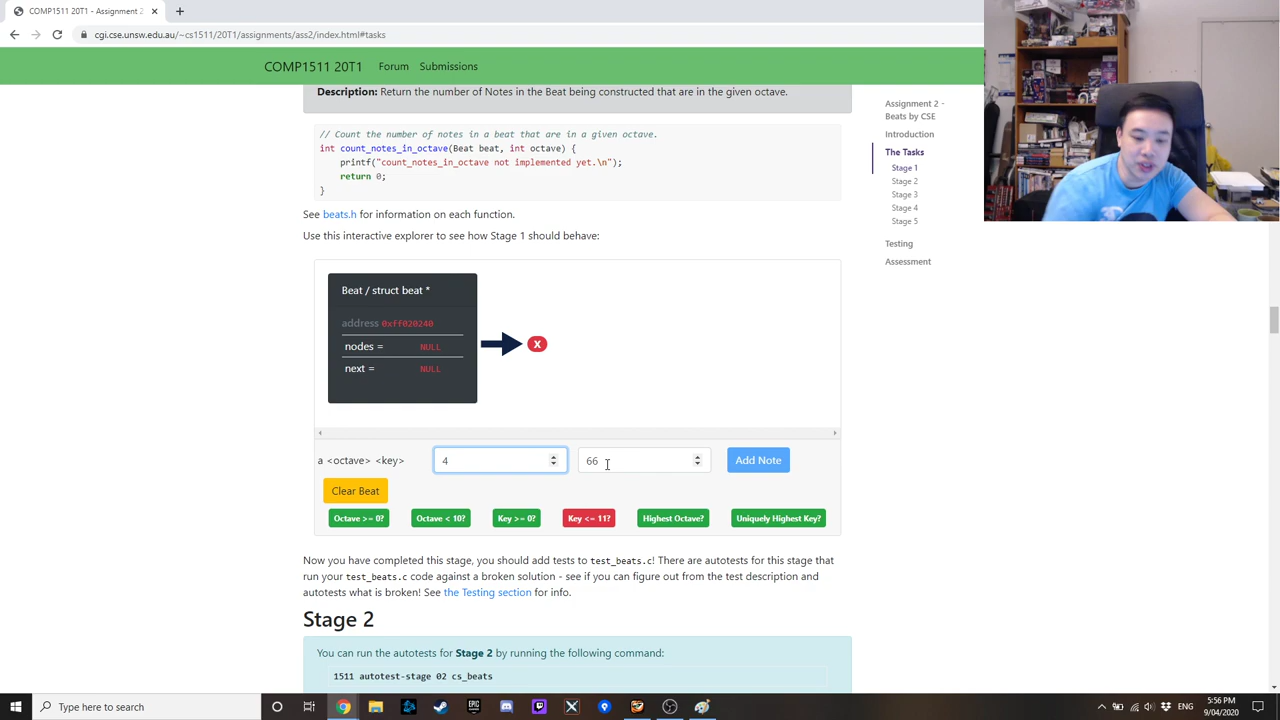 COMP1511 20T1 - Assignment 2
cgi.cse.unsw.edu.au/~cs1511/20T1/assignments/ass2/index.html#tasks
COMP1511 20T1 Forum Submissions
Description: Return the number of Notes in the Beat being constructed that are in the given octave.
// Count the number of notes in a beat that are in a given octave.
int count_notes_in_octave(Beat beat, int octave) {
printf("count_notes_in_octave not implemented yet.\n");
return 0;
}
See beats.h for information on each function.
Use this interactive explorer to see how Stage 1 should behave:
Beat / struct beat *
address 0xff020240
nodes = NULL
next = NULL
X
a <octave> <key> 4 66 Add Note
Clear Beat
Octave >= 0? Octave < 10? Key >= 0? Key <= 11? Highest Octave? Uniquely Highest Key?
Now you have completed this stage, you should add tests to test_beats.c! There are autotests for this stage that
run your test_beats.c code against a broken solution - see if you can figure out from the test description and
autotests what is broken! See the Testing section for info.
Stage 2
You can run the autotests for Stage 2 by running the following command:
1511 autotest-stage 02 cs_beats
Assignment 2 -
Beats by CSE
Introduction
The Tasks
Stage 1
Stage 2
Stage 3
Stage 4
Stage 5
Testing
Assessment
Type here to search
5:56 PM
9/04/2020